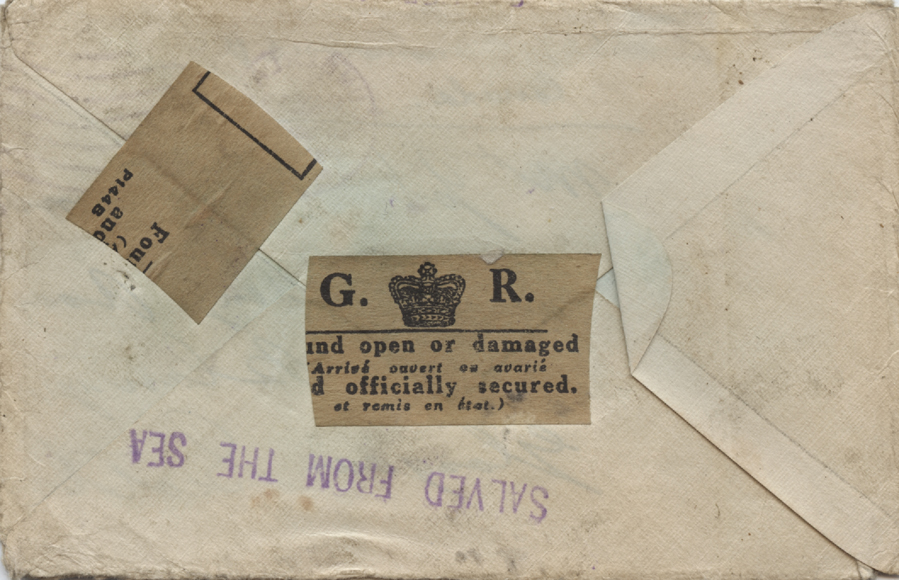 G. R.
und open or damaged
(Arrivé ouvert ou avarié
d officially secured.
et remis en état.)
P144B
and
Fou
SALVED FROM THE SEA